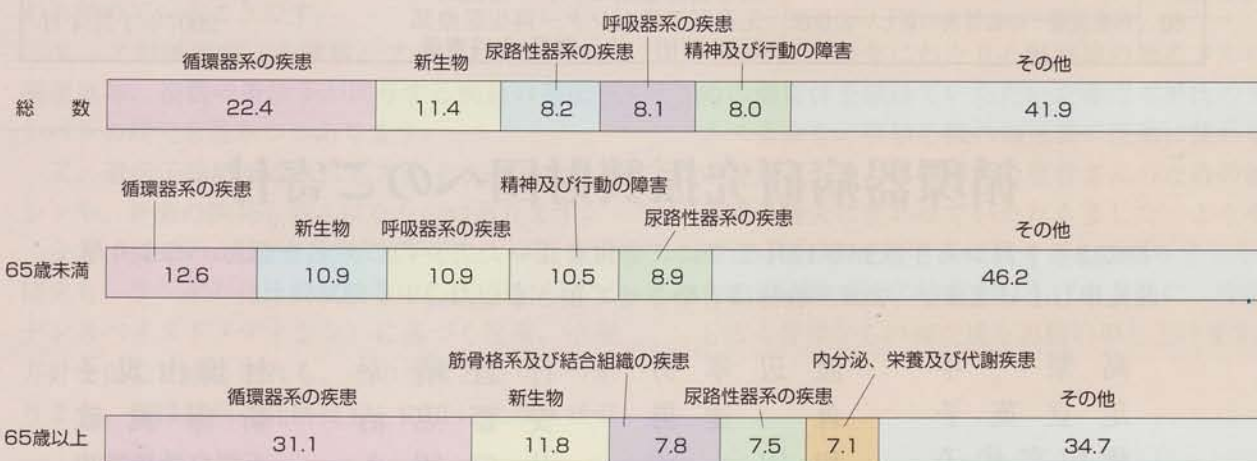 呼吸器系の疾患
循環器系の疾患 新生物 尿路性器系の疾患 精神及び行動の障害 その他
総 数 22.4 11.4 8.2 8.1 8.0 41.9
精神及び行動の障害
循環器系の疾患 尿路性器系の疾患
新生物 呼吸器系の疾患 その他
65歳未満 12.6 10.9 10.9 10.5 8.9 46.2
筋骨格系及び結合組織の疾患 内分泌、栄養及び代謝疾患
循環器系の疾患 新生物 尿路性器系の疾患 その他
65歳以上 31.1 11.8 7.8 7.5 7.1 34.7